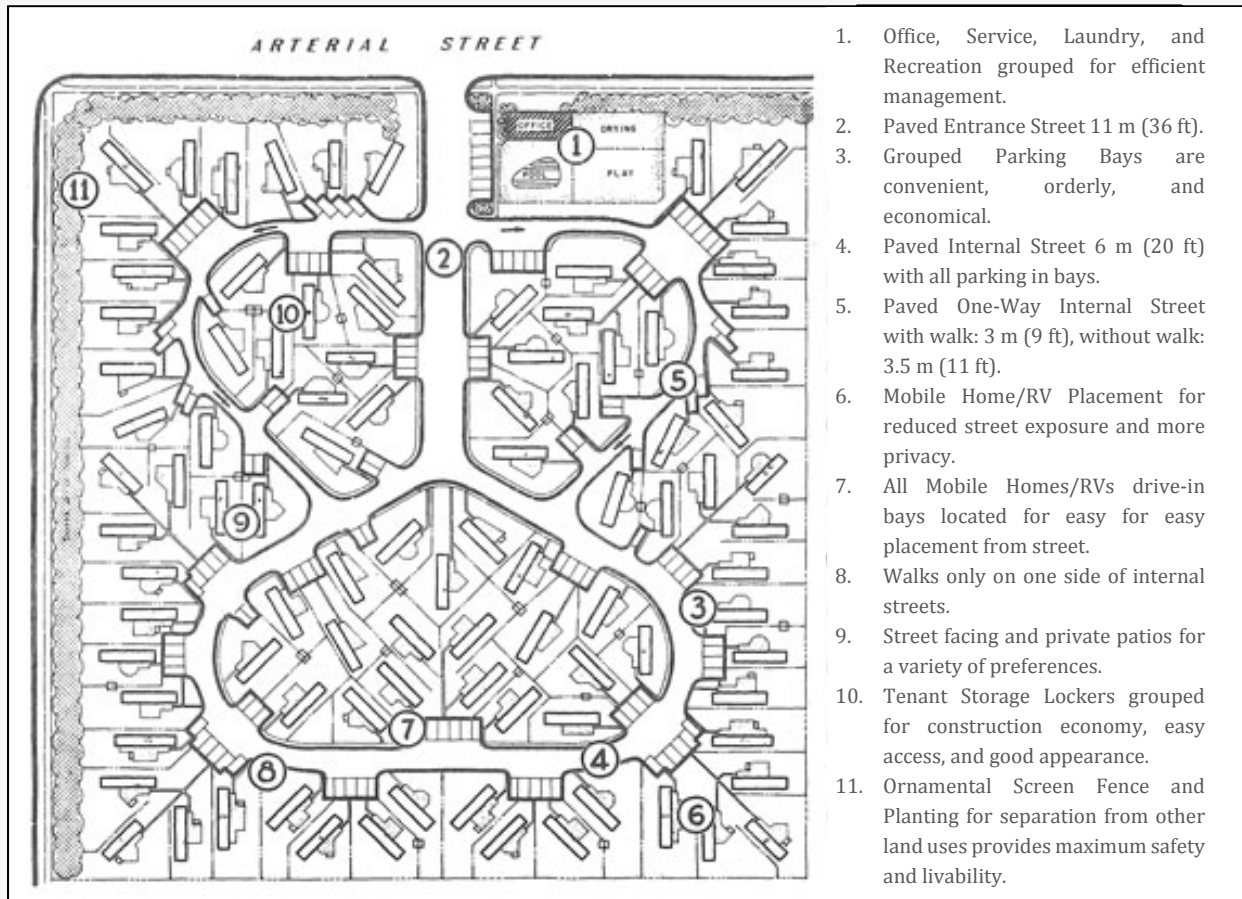 ARTERIAL STREET
OFFICE
DRYING
POOL
PLAY
1
11
2
10
5
9
3
7
4
8
6
1. Office, Service, Laundry, and
Recreation grouped for efficient
management.
2. Paved Entrance Street 11 m (36 ft).
3. Grouped Parking Bays are
convenient, orderly, and
economical.
4. Paved Internal Street 6 m (20 ft)
with all parking in bays.
5. Paved One-Way Internal Street
with walk: 3 m (9 ft), without walk:
3.5 m (11 ft).
6. Mobile Home/RV Placement for
reduced street exposure and more
privacy.
7. All Mobile Homes/RVs drive-in
bays located for easy for easy
placement from street.
8. Walks only on one side of internal
streets.
9. Street facing and private patios for
a variety of preferences.
10. Tenant Storage Lockers grouped
for construction economy, easy
access, and good appearance.
11. Ornamental Screen Fence and
Planting for separation from other
land uses provides maximum safety
and livability.